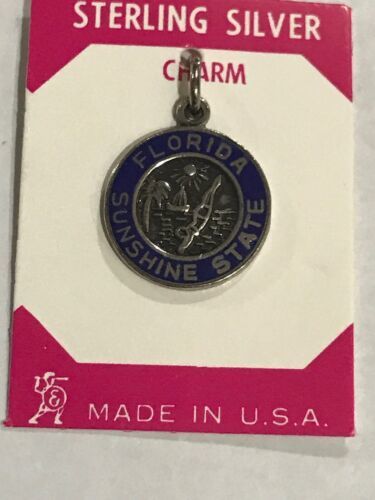 STERLING SILVER
CHARM
FLORIDA
SUNSHINE STATE
E
MADE IN U.S.A.